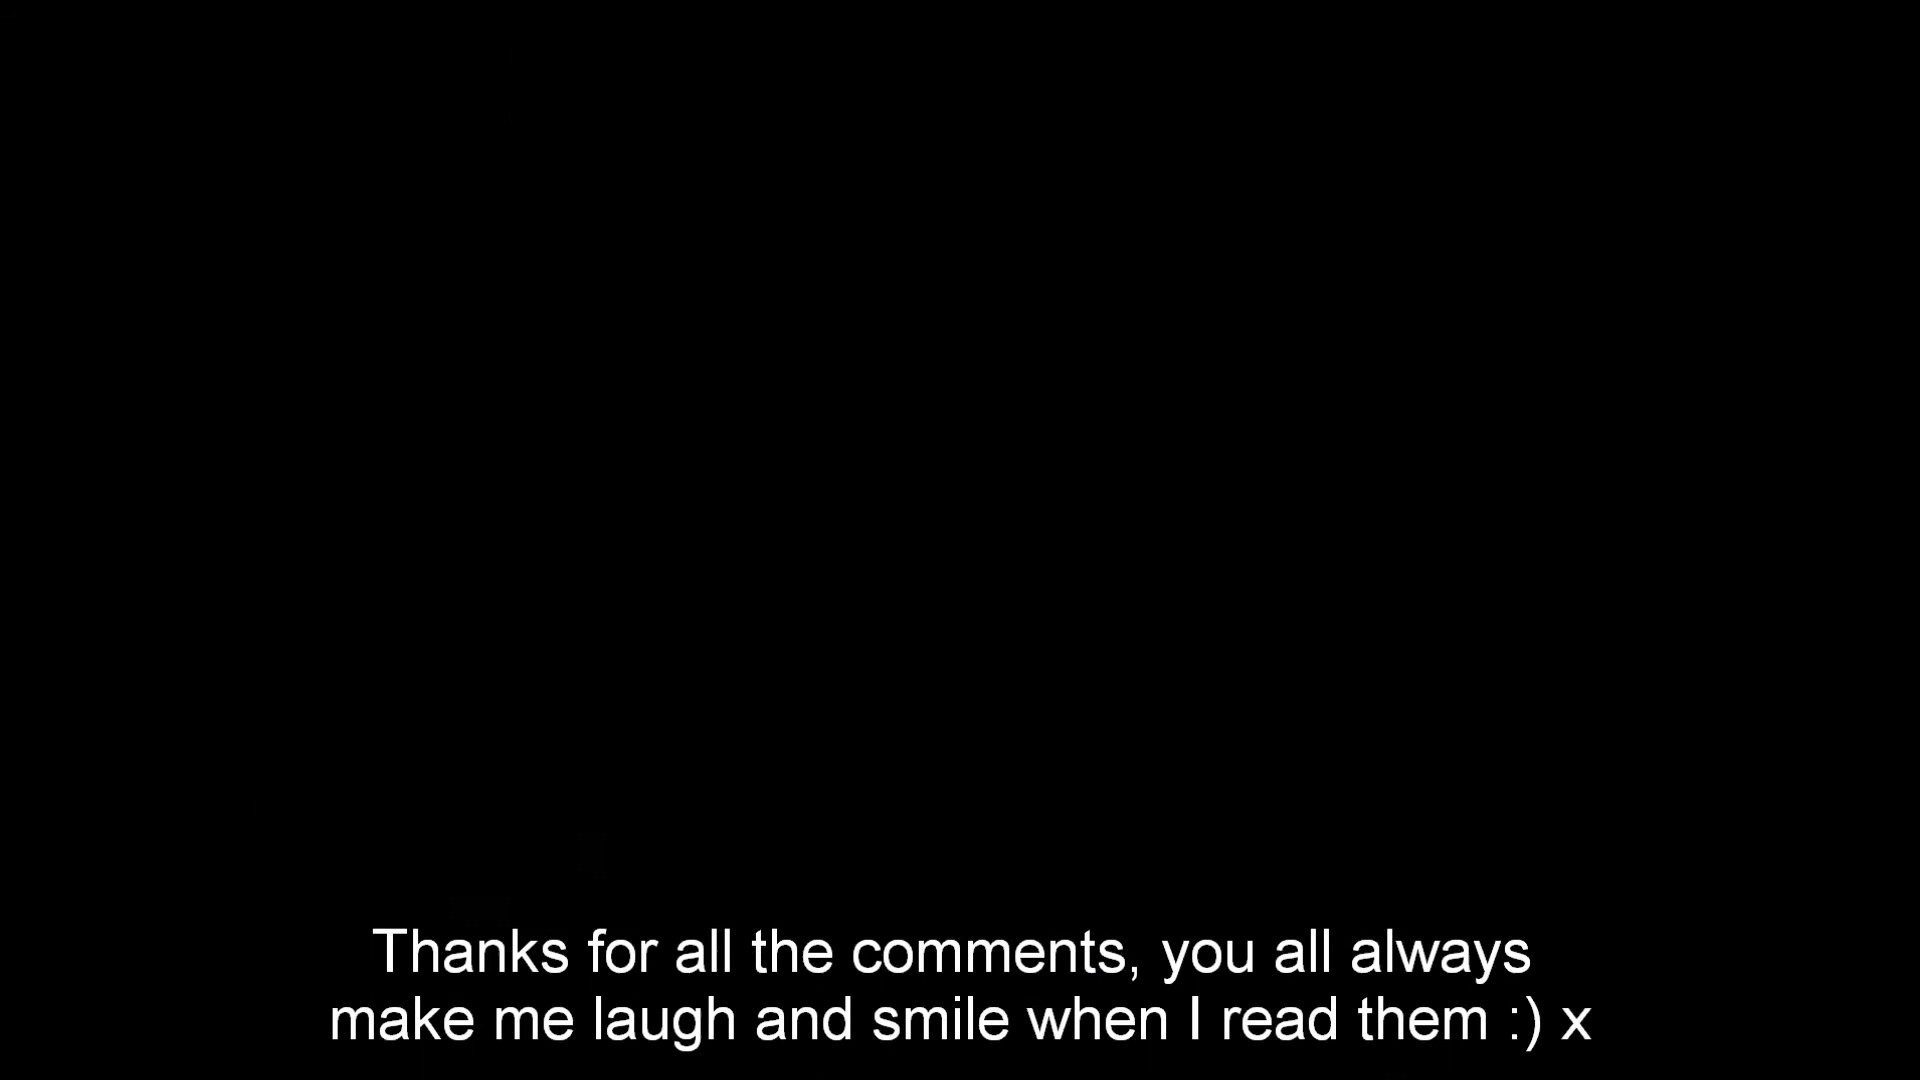 Thanks for all the comments, you all always
make me laugh and smile when I read them :) x